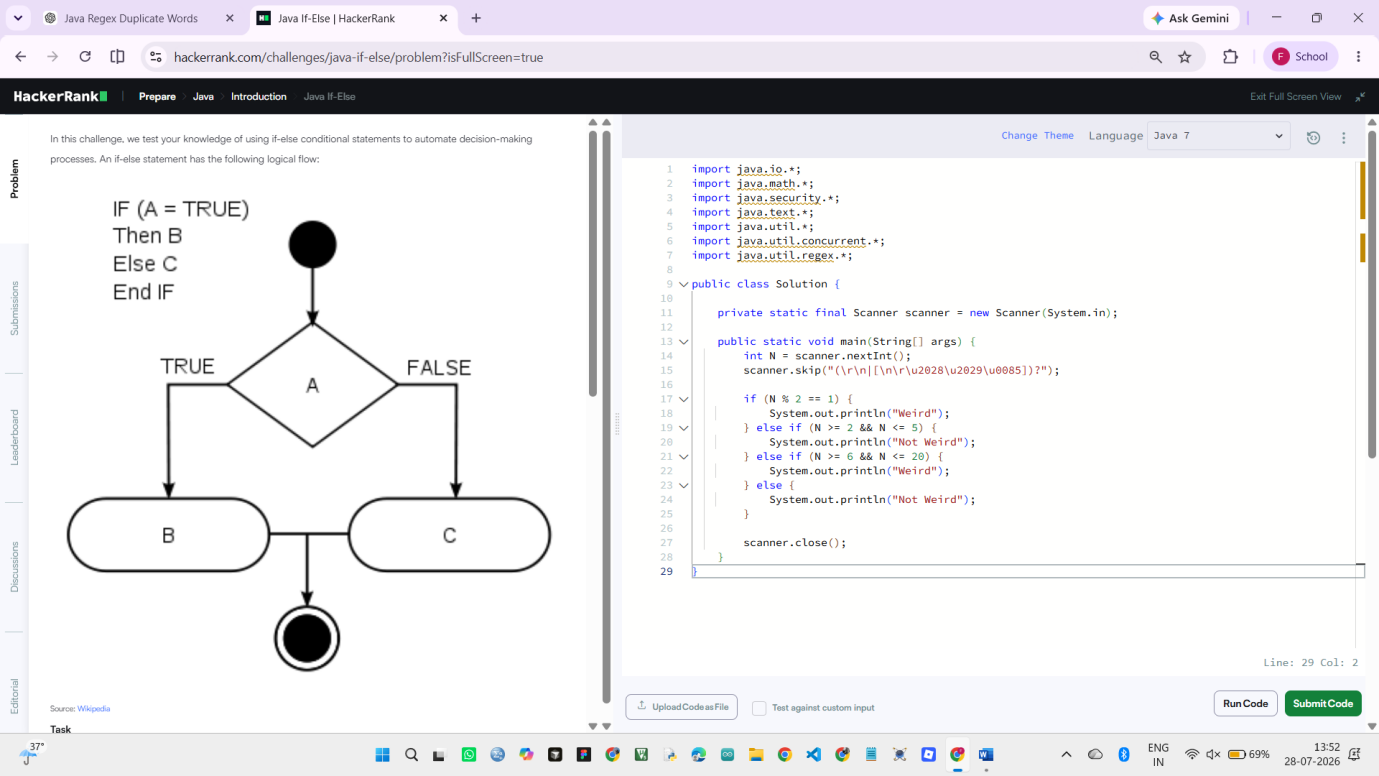 Java Regex Duplicate Words
Java If-Else | HackerRank
Ask Gemini
hackerrank.com/challenges/java-if-else/problem?isFullScreen=true
F School
HackerRank
Prepare
Java
Introduction
Java If-Else
Exit Full Screen View
Problem
Submissions
Leaderboard
Discussions
Editorial
In this challenge, we test your knowledge of using if-else conditional statements to automate decision-making
processes. An if-else statement has the following logical flow:
IF (A = TRUE)
Then B
Else C
End IF
TRUE
FALSE
A
B
C
Source: Wikipedia
Task
Change Theme
Language
Java 7
1 import java.io.*;
2 import java.math.*;
3 import java.security.*;
4 import java.text.*;
5 import java.util.*;
6 import java.util.concurrent.*;
7 import java.util.regex.*;
8
9 public class Solution {
10
11 private static final Scanner scanner = new Scanner(System.in);
12
13 public static void main(String[] args) {
14 int N = scanner.nextInt();
15 scanner.skip("(\r\n|[\n\r\u2028\u2029\u0085])?");
16
17 if (N % 2 == 1) {
18 System.out.println("Weird");
19 } else if (N >= 2 && N <= 5) {
20 System.out.println("Not Weird");
21 } else if (N >= 6 && N <= 20) {
22 System.out.println("Weird");
23 } else {
24 System.out.println("Not Weird");
25 }
26
27 scanner.close();
28 }
29 }
Line: 29 Col: 2
Upload Code as File
Test against custom input
Run Code
Submit Code
37°
ENG
IN
69%
13:52
28-07-2026